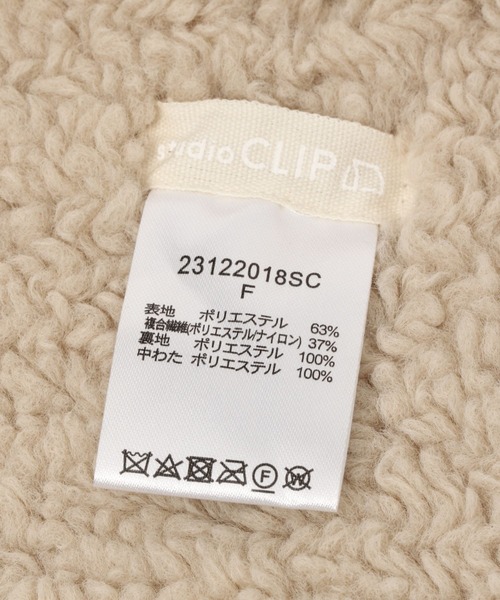 studio CLIP
23122018SC
F
表地 ポリエステル 63%
複合繊維(ポリエステル/ナイロン) 37%
裏地 ポリエステル 100%
中わた ポリエステル 100%
F W